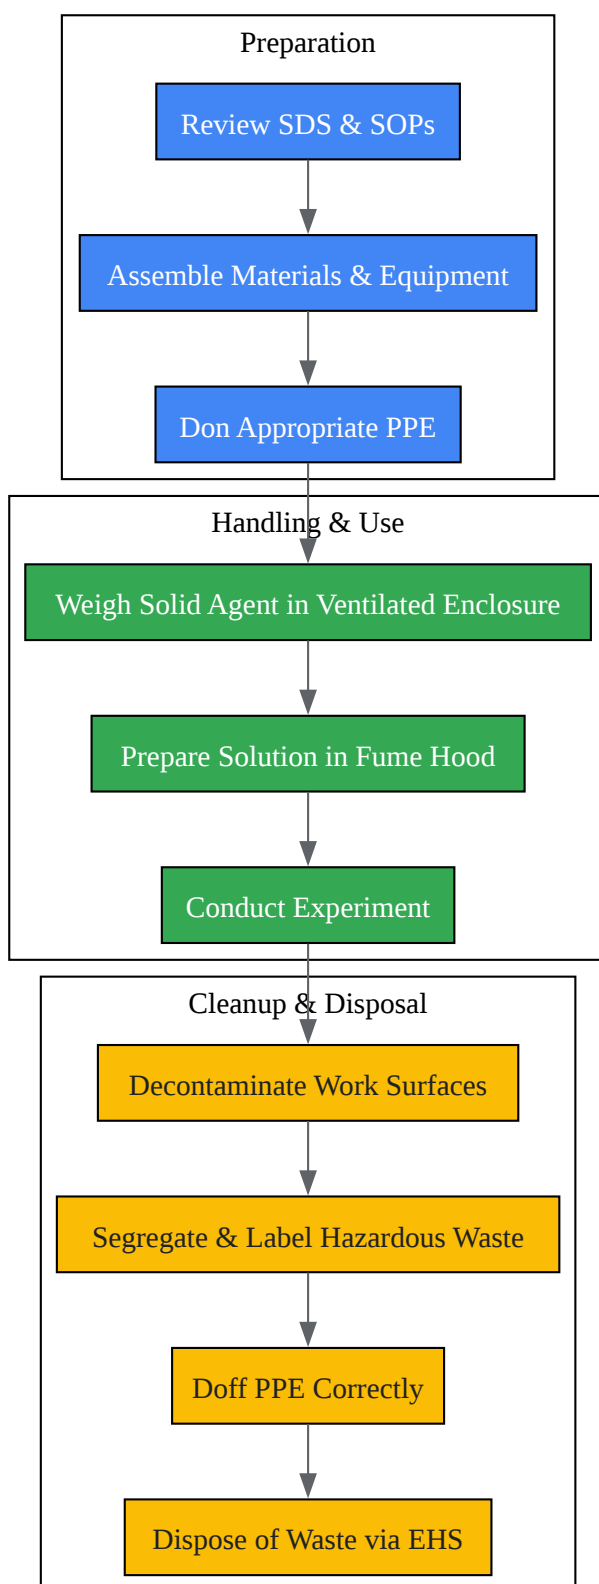 Preparation
Review SDS & SOPs
Assemble Materials & Equipment
Don Appropriate PPE
Handling & Use
Weigh Solid Agent in Ventilated Enclosure
Prepare Solution in Fume Hood
Conduct Experiment
Cleanup & Disposal
Decontaminate Work Surfaces
Segregate & Label Hazardous Waste
Doff PPE Correctly
Dispose of Waste via EHS